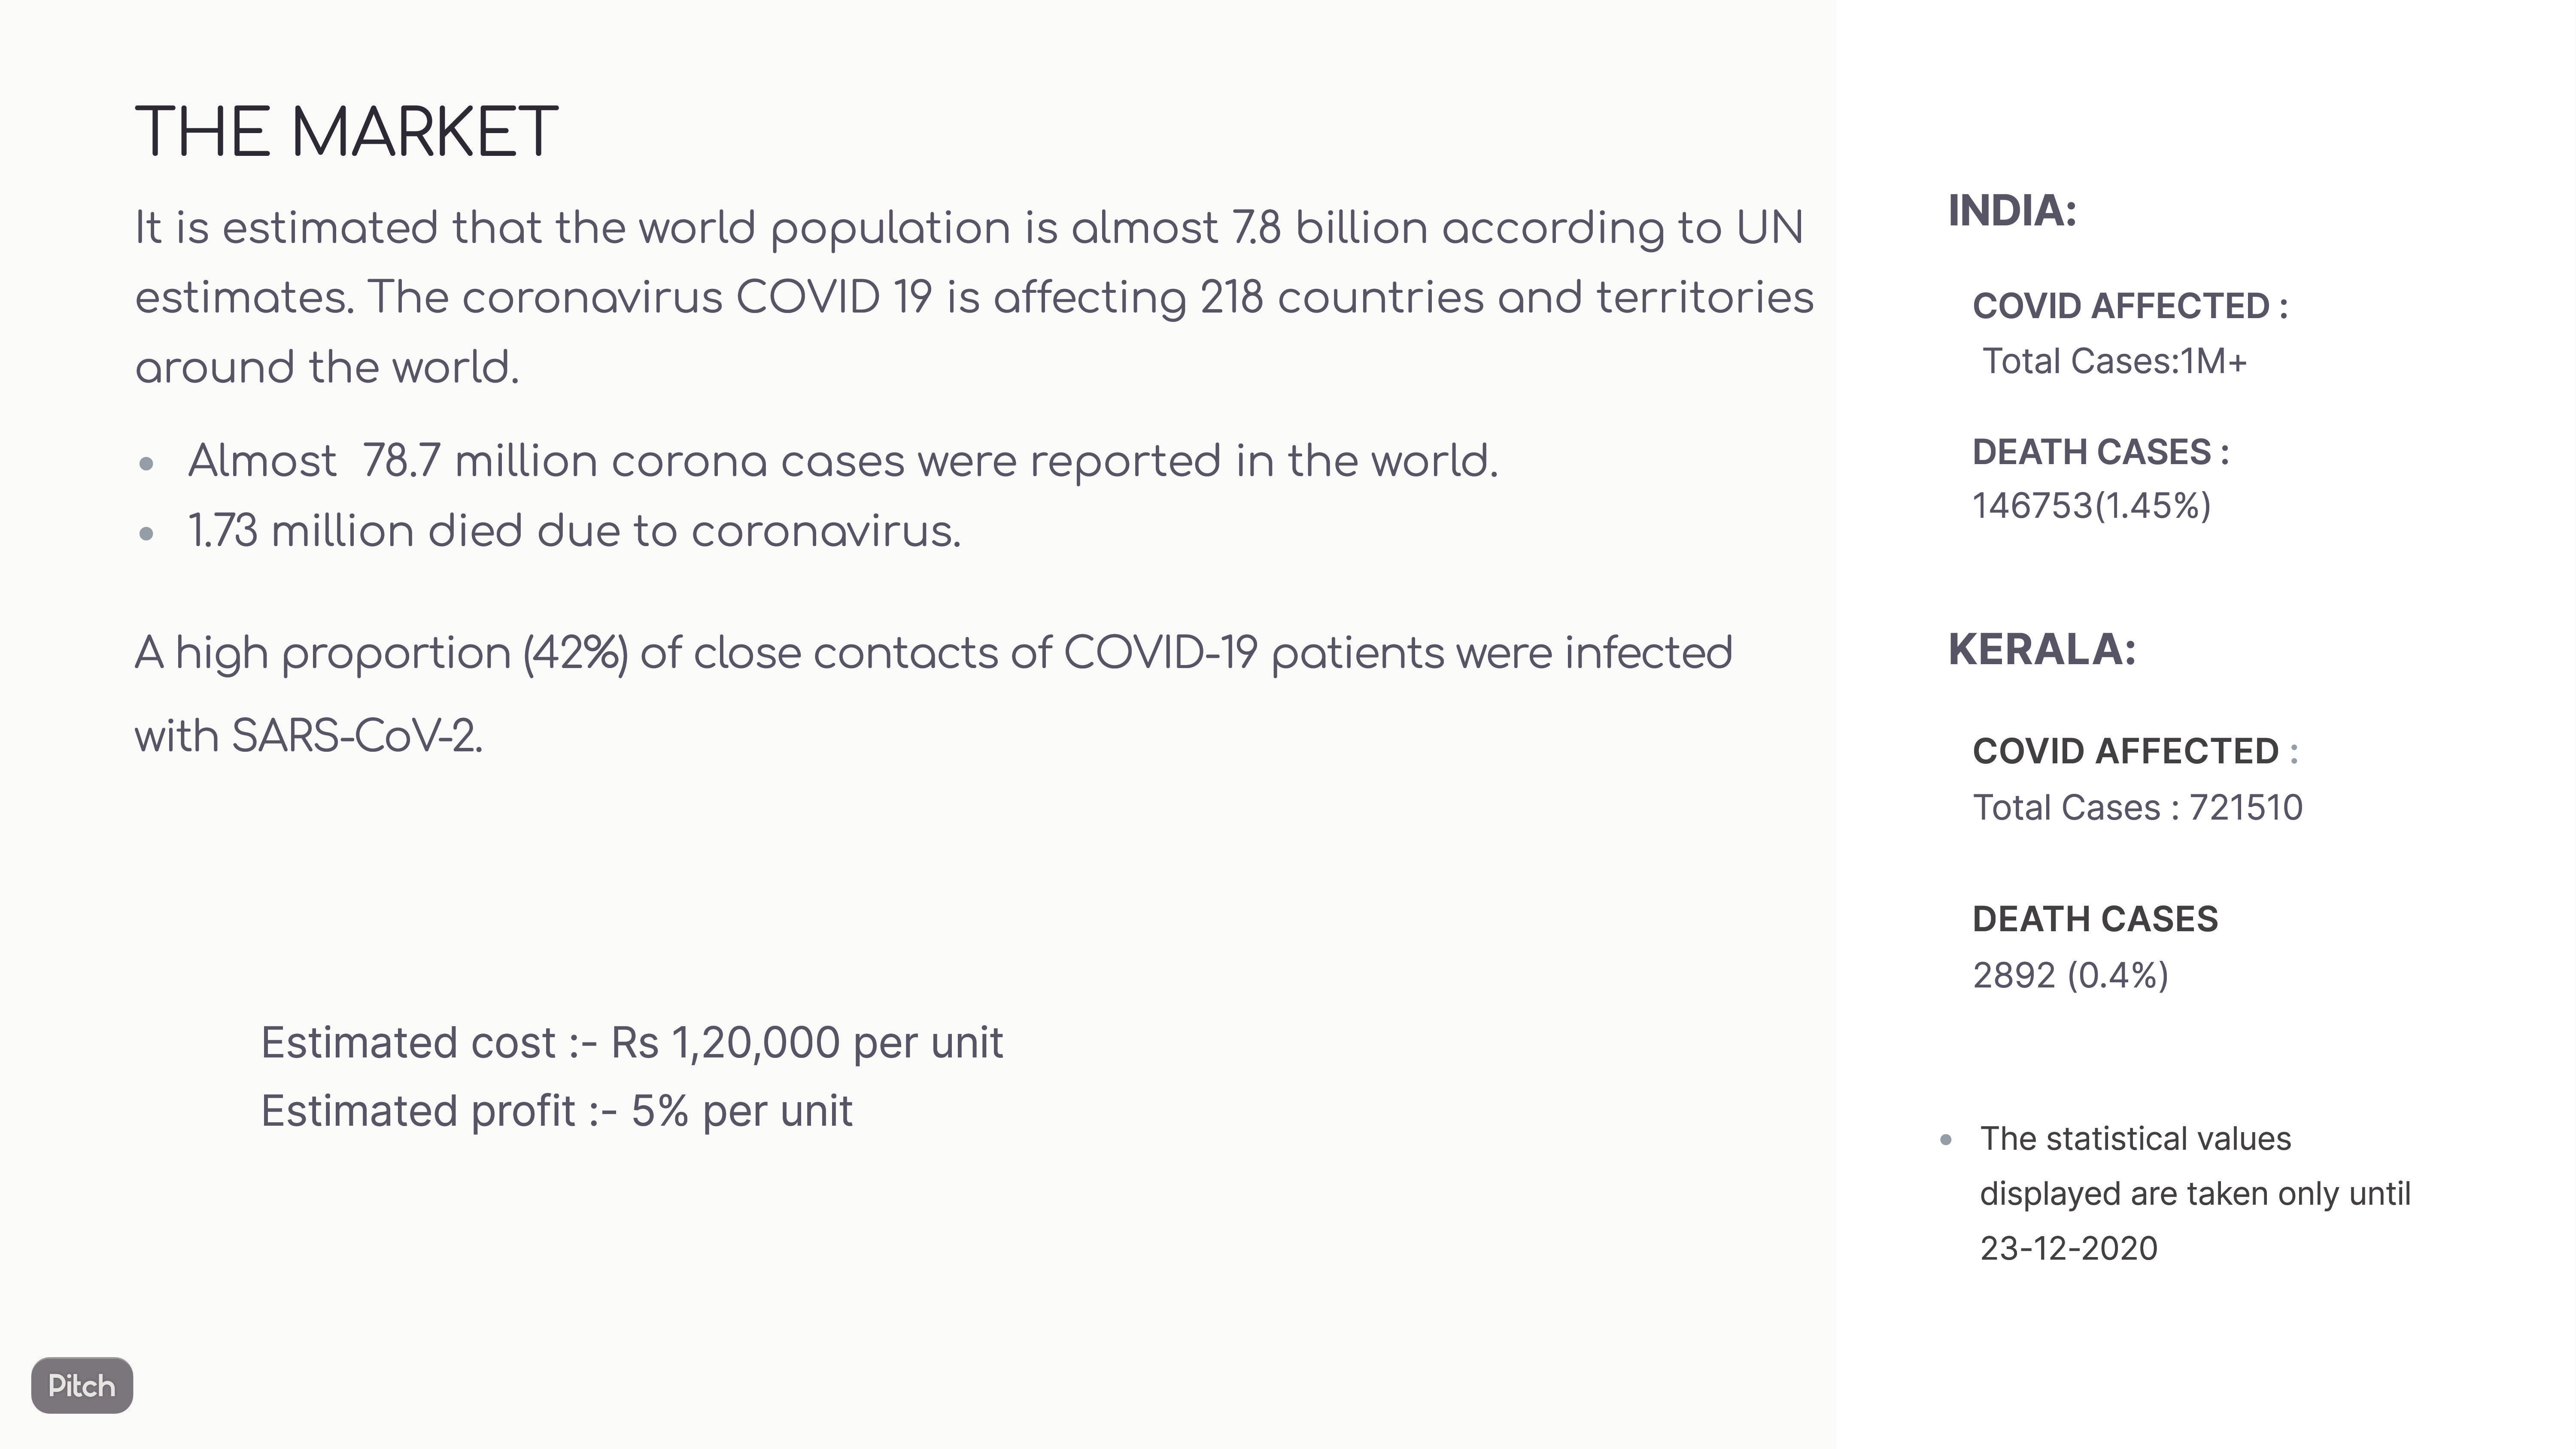 THE MARKET
It is estimated that the world population is almost 7.8 billion according to UN
estimates. The coronavirus COVID 19 is affecting 218 countries and territories
around the world.
• Almost  78.7 million corona cases were reported in the world.
• 1.73 million died due to coronavirus.
A high proportion (42%) of close contacts of COVID-19 patients were infected
with SARS-CoV-2.
Estimated cost :- Rs 1,20,000 per unit
Estimated profit :- 5% per unit
Pitch
INDIA:
COVID AFFECTED :
Total Cases:1M+
DEATH CASES :
146753(1.45%)
KERALA:
COVID AFFECTED :
Total Cases : 721510
DEATH CASES
2892 (0.4%)
• The statistical values
displayed are taken only until
23-12-2020